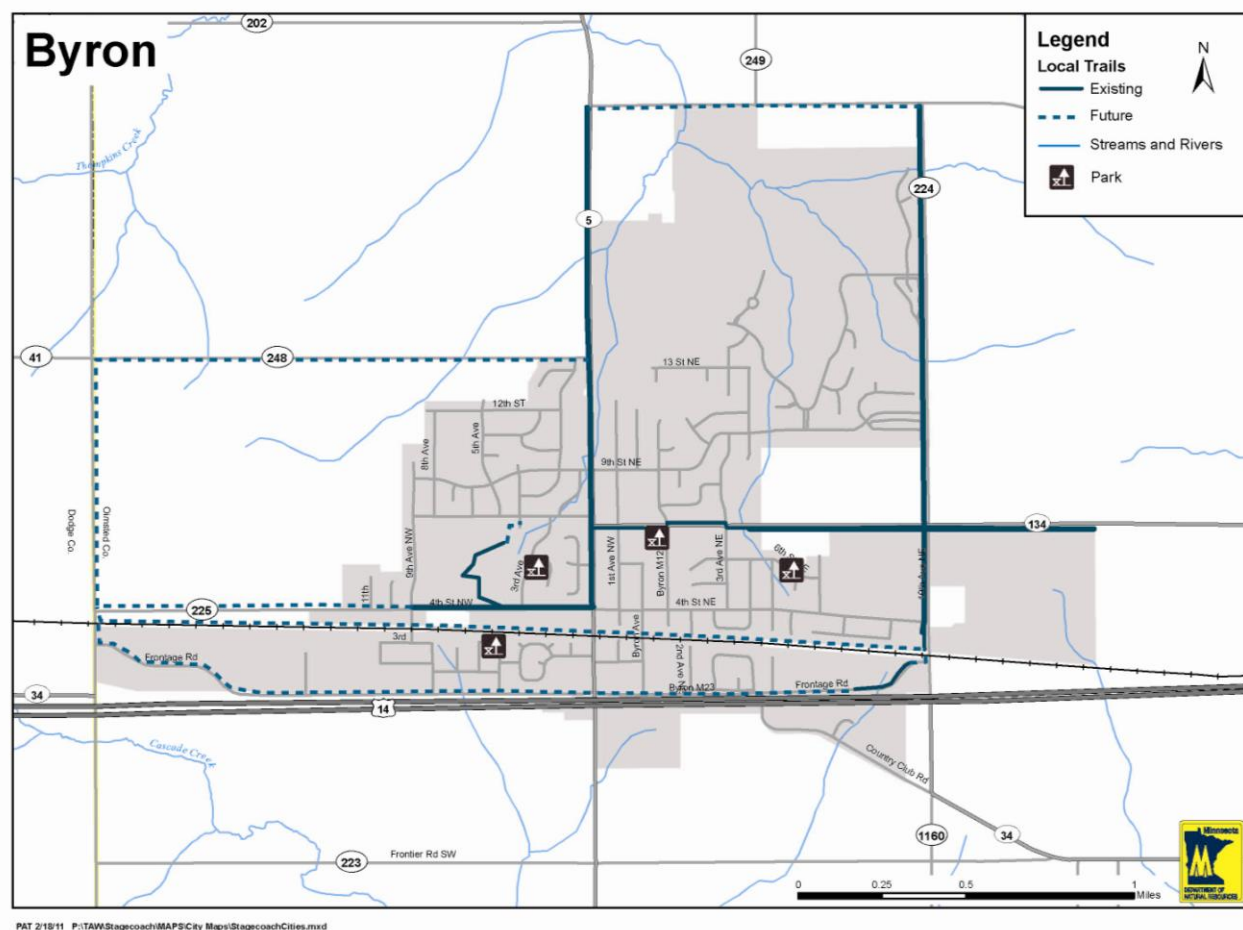 Byron
202
249
Legend
Local Trails
Existing
Future
Streams and Rivers
Park
N
Thompkins Creek
5
224
41
248
13 St NE
12th ST
8th Ave
5th Ave
9th St NE
Dodge Co.
Olmsted Co.
134
9th Ave NW
3rd Ave
1st Ave NW
Byron M12
3rd Ave NE
10th Ave NE
11th
225
4th St NW
4th St NE
3rd
Byron Ave
2nd Ave NE
Frontage Rd
Byron M23
Frontage Rd
34
14
Cascade Creek
Country Club Rd
1160
34
223
Frontier Rd SW
0 0.25 0.5 1
Miles
Minnesota
DEPARTMENT OF
NATURAL RESOURCES
PAT 2/18/11 P:\TAW\Stagecoach\MAPS\City Maps\StagecoachCities.mxd